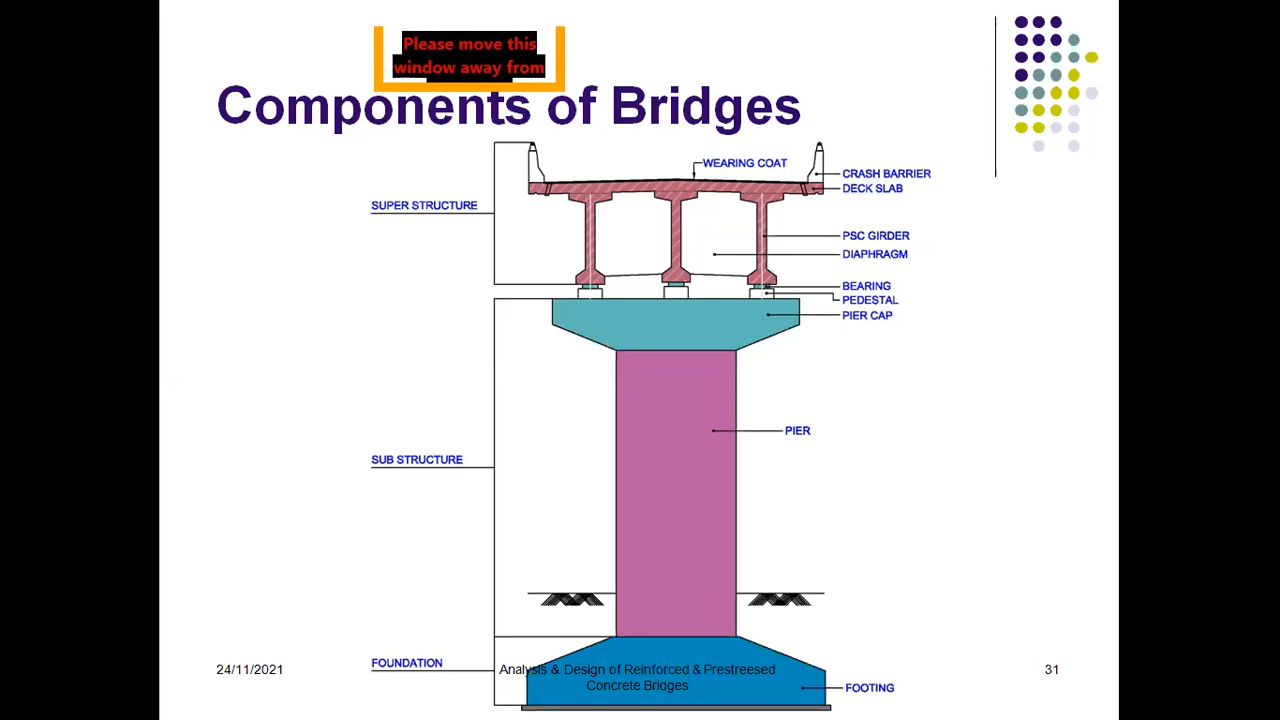 Please move this
window away from
Components of Bridges
WEARING COAT
CRASH BARRIER
DECK SLAB
SUPER STRUCTURE
PSC GIRDER
DIAPHRAGM
BEARING
PEDESTAL
PIER CAP
PIER
SUB STRUCTURE
FOUNDATION
24/11/2021
Analysis & Design of Reinforced & Prestreesed
Concrete Bridges
31
FOOTING